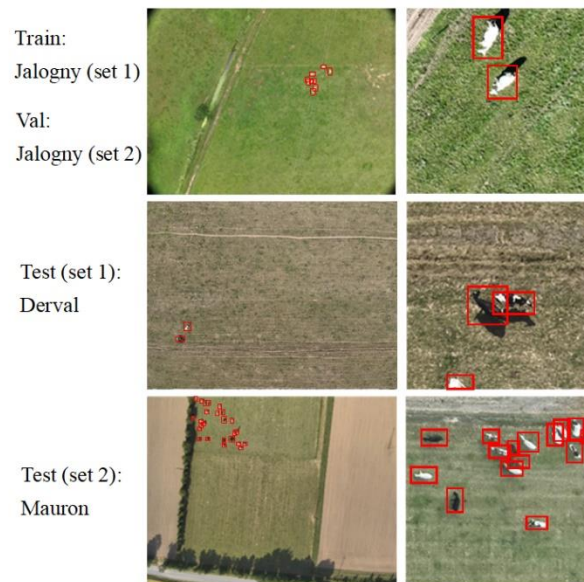 Train:
Jalogny (set 1)
Val:
Jalogny (set 2)
Test (set 1):
Derval
Test (set 2):
Mauron